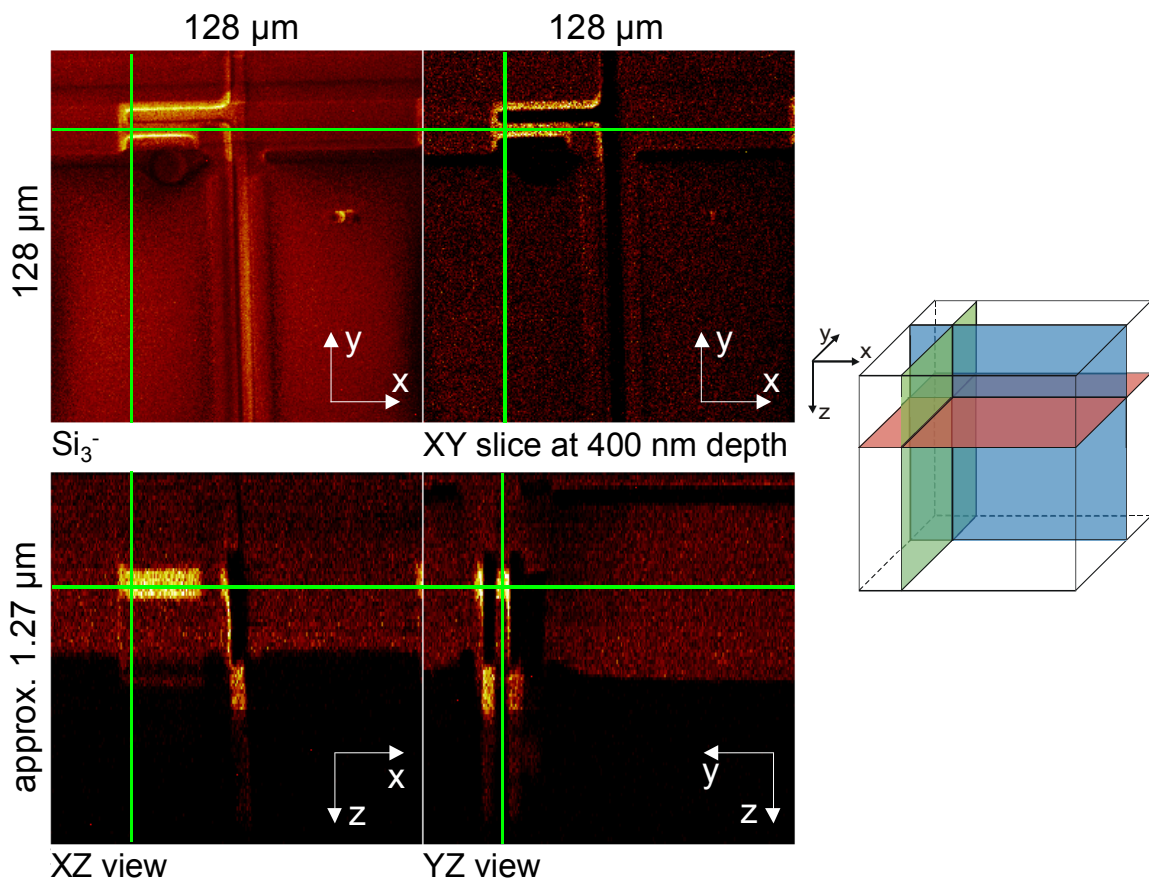 128 µm 128 µm
128 µm
y y
x x
Si₃⁻ XY slice at 400 nm depth
y
x
z
approx. 1.27 µm
x y
z z
XZ view YZ view